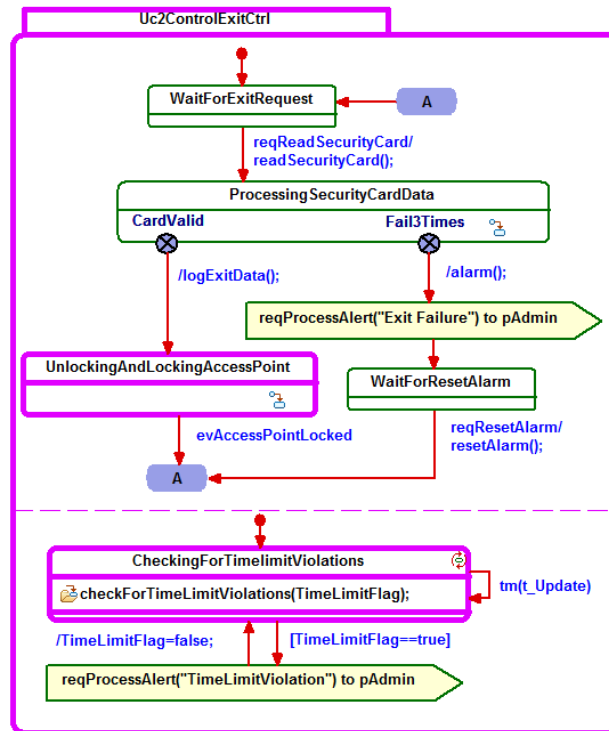 Uc2ControlExitCtrl
WaitForExitRequest
A
reqReadSecurityCard/
readSecurityCard();
ProcessingSecurityCardData
CardValid
Fail3Times
/logExitData();
/alarm();
reqProcessAlert("Exit Failure") to pAdmin
UnlockingAndLockingAccessPoint
WaitForResetAlarm
evAccessPointLocked
reqResetAlarm/
resetAlarm();
A
CheckingForTimelimitViolations
checkForTimeLimitViolations(TimeLimitFlag);
tm(t_Update)
/TimeLimitFlag=false;
[TimeLimitFlag==true]
reqProcessAlert("TimeLimitViolation") to pAdmin